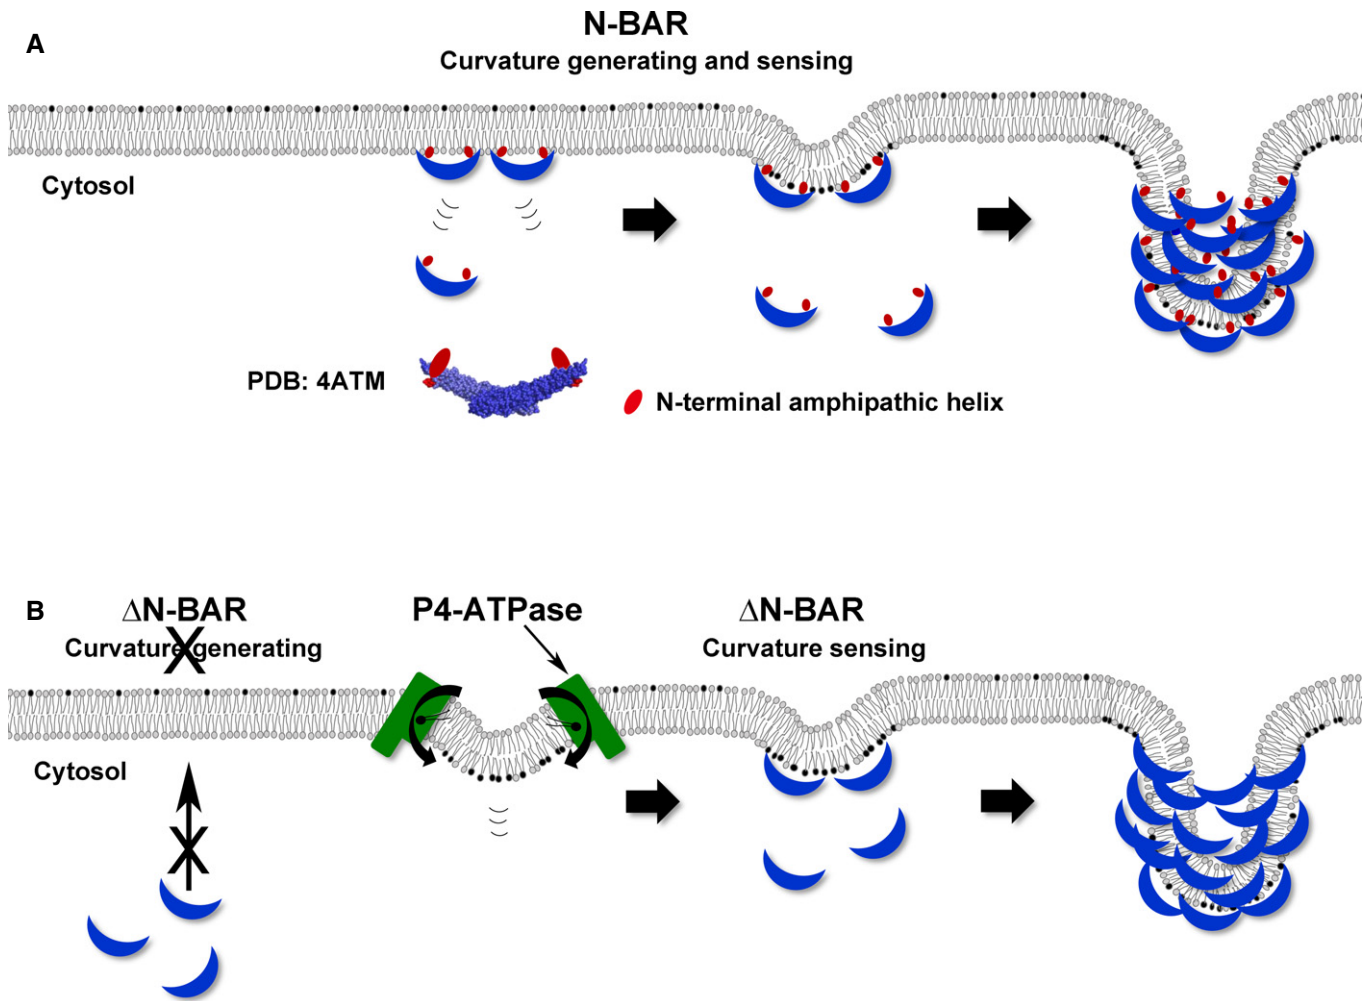 A
N-BAR
Curvature generating and sensing
Cytosol
PDB: 4ATM
N-terminal amphipathic helix
B
ΔN-BAR
Curvature generating
P4-ATPase
ΔN-BAR
Curvature sensing
Cytosol